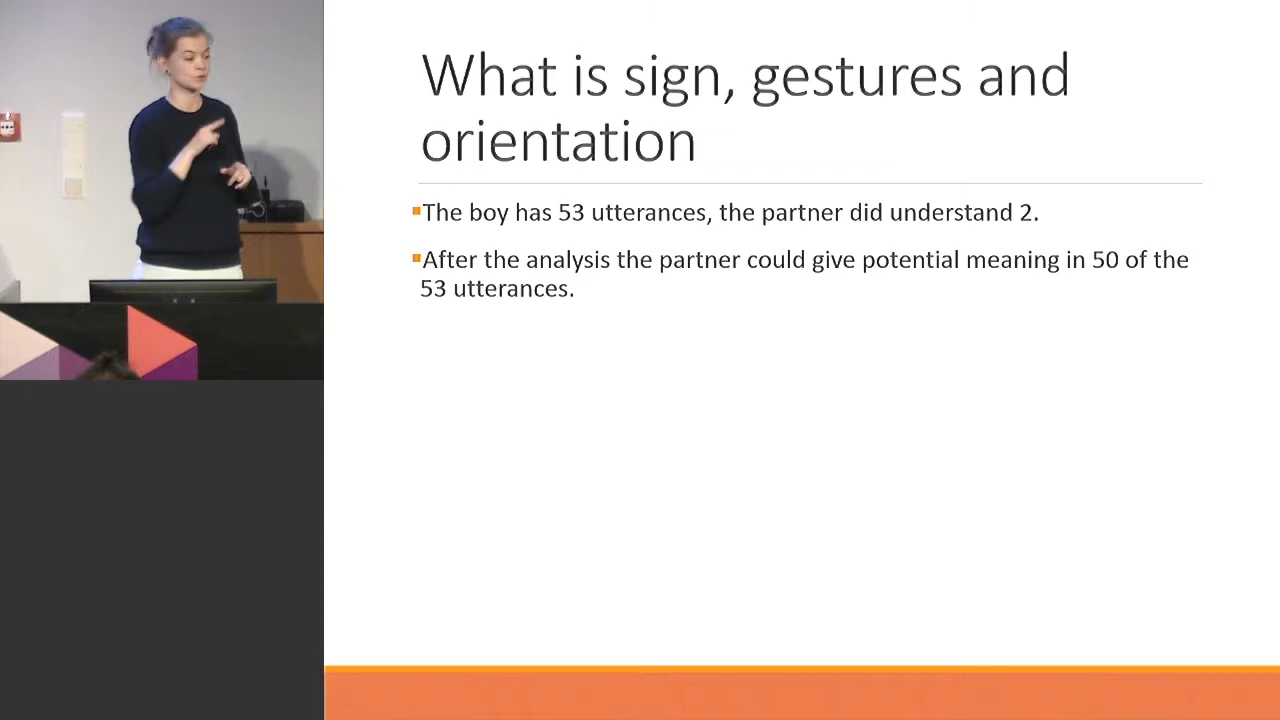 What is sign, gestures and
orientation
The boy has 53 utterances, the partner did understand 2.
After the analysis the partner could give potential meaning in 50 of the
53 utterances.